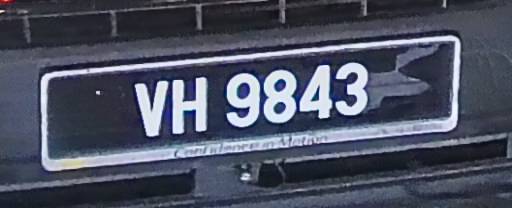 VH 9843
Confidence in Motion